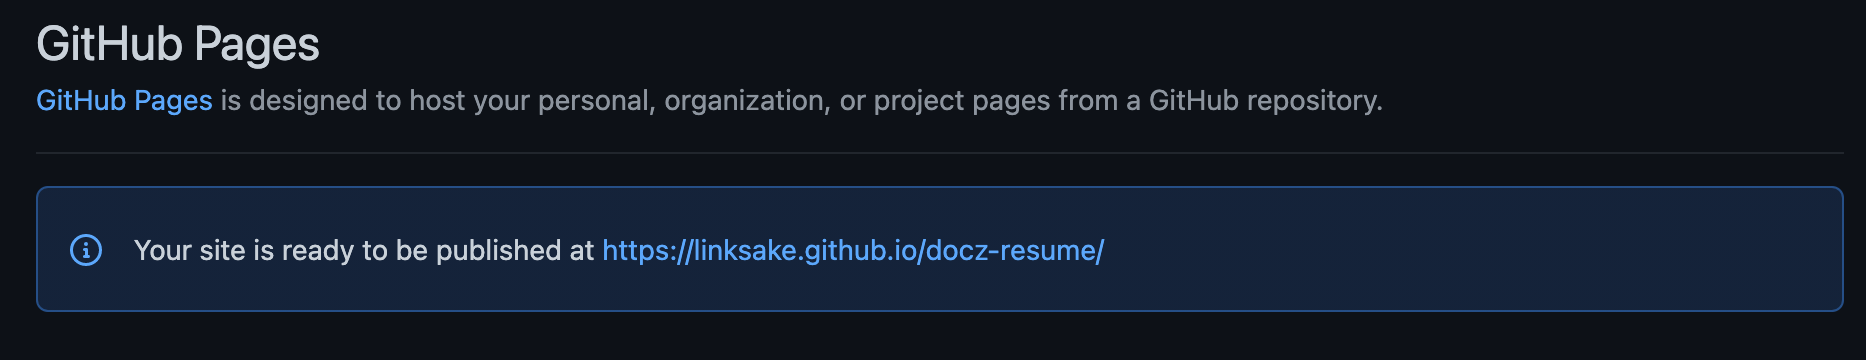 GitHub Pages
GitHub Pages is designed to host your personal, organization, or project pages from a GitHub repository.
Your site is ready to be published at https://linksake.github.io/docz-resume/